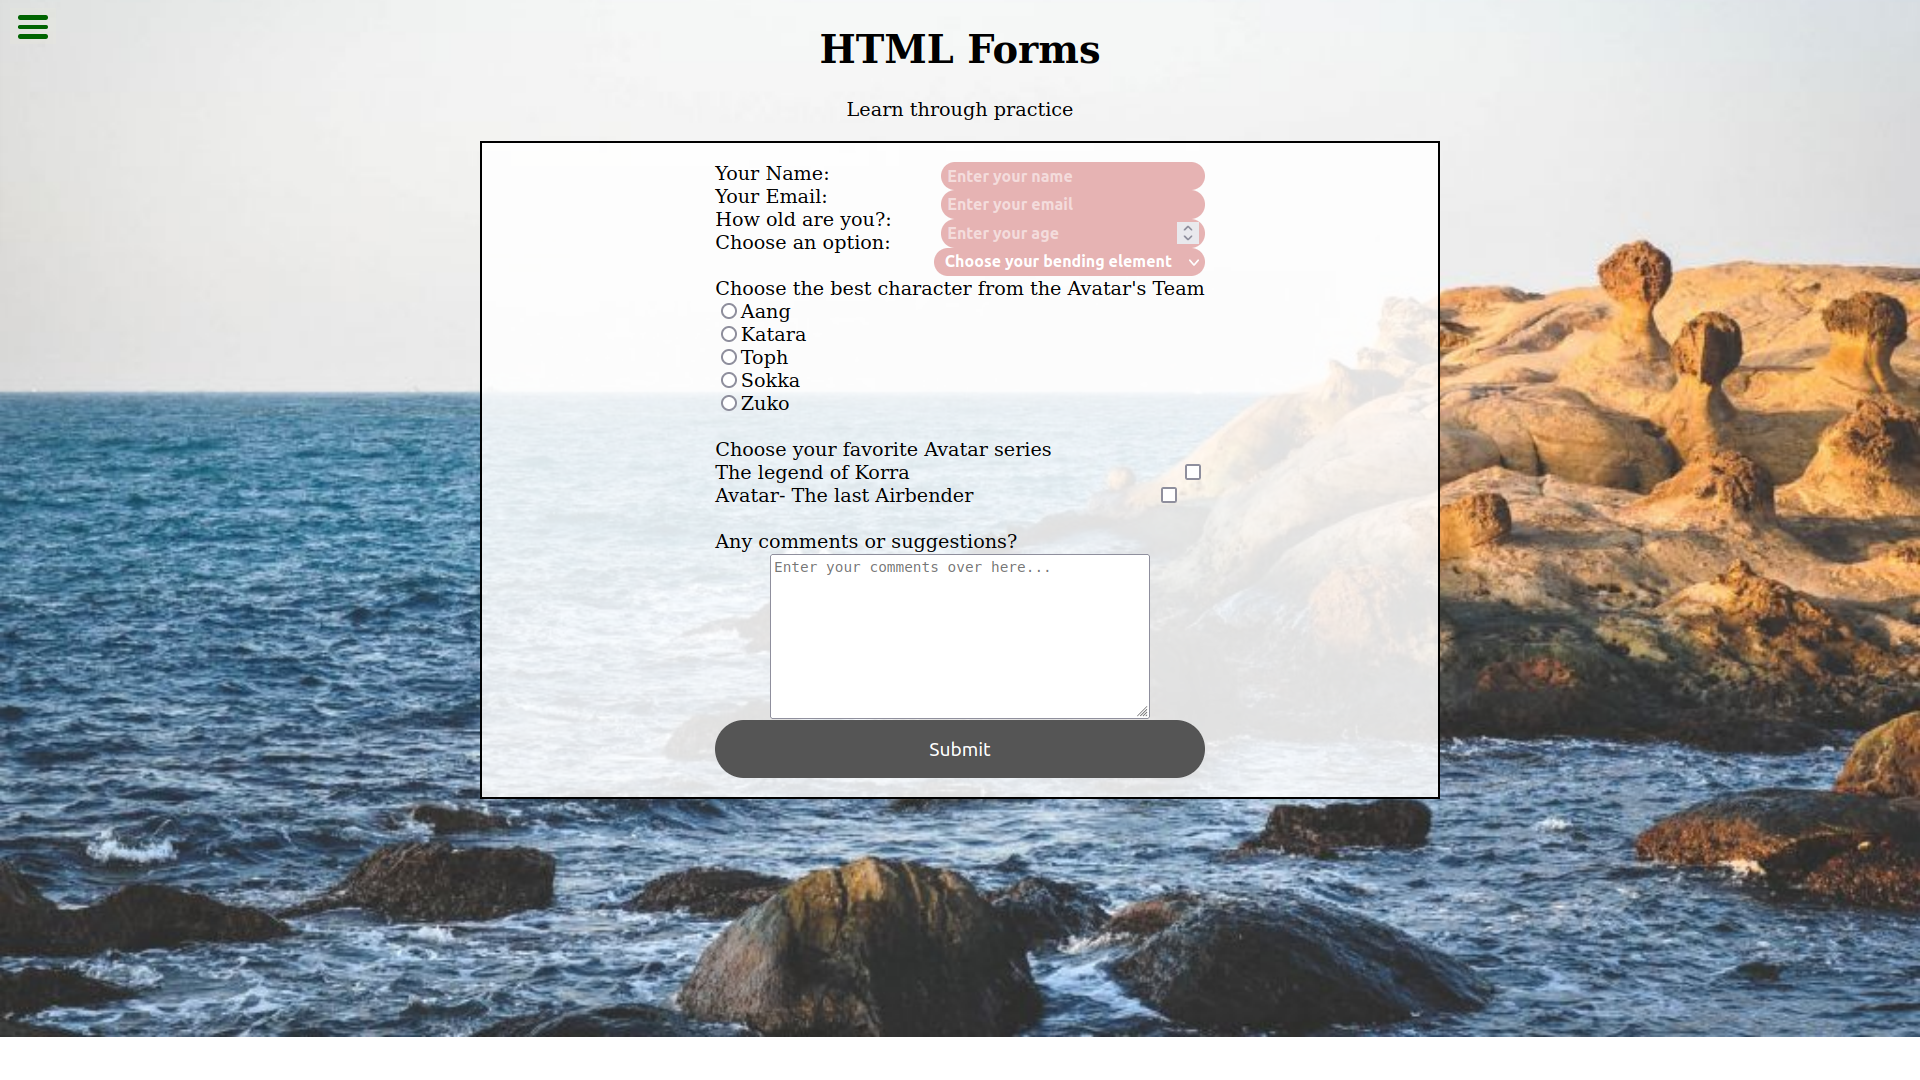 HTML Forms
Learn through practice
Your Name:
Enter your name
Your Email:
Enter your email
How old are you?:
Enter your age
Choose an option:
Choose your bending element
Choose the best character from the Avatar's Team
Aang
Katara
Toph
Sokka
Zuko
Choose your favorite Avatar series
The legend of Korra
Avatar- The last Airbender
Any comments or suggestions?
Enter your comments over here...
Submit